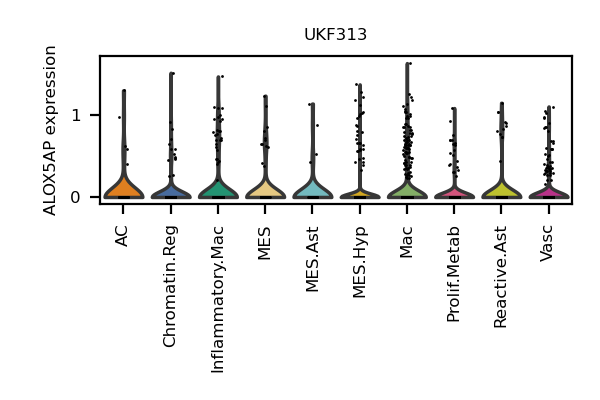 UKF313
ALOX5AP expression
1
0
AC
Chromatin.Reg
Inflammatory.Mac
MES
MES.Ast
MES.Hyp
Mac
Prolif.Metab
Reactive.Ast
Vasc